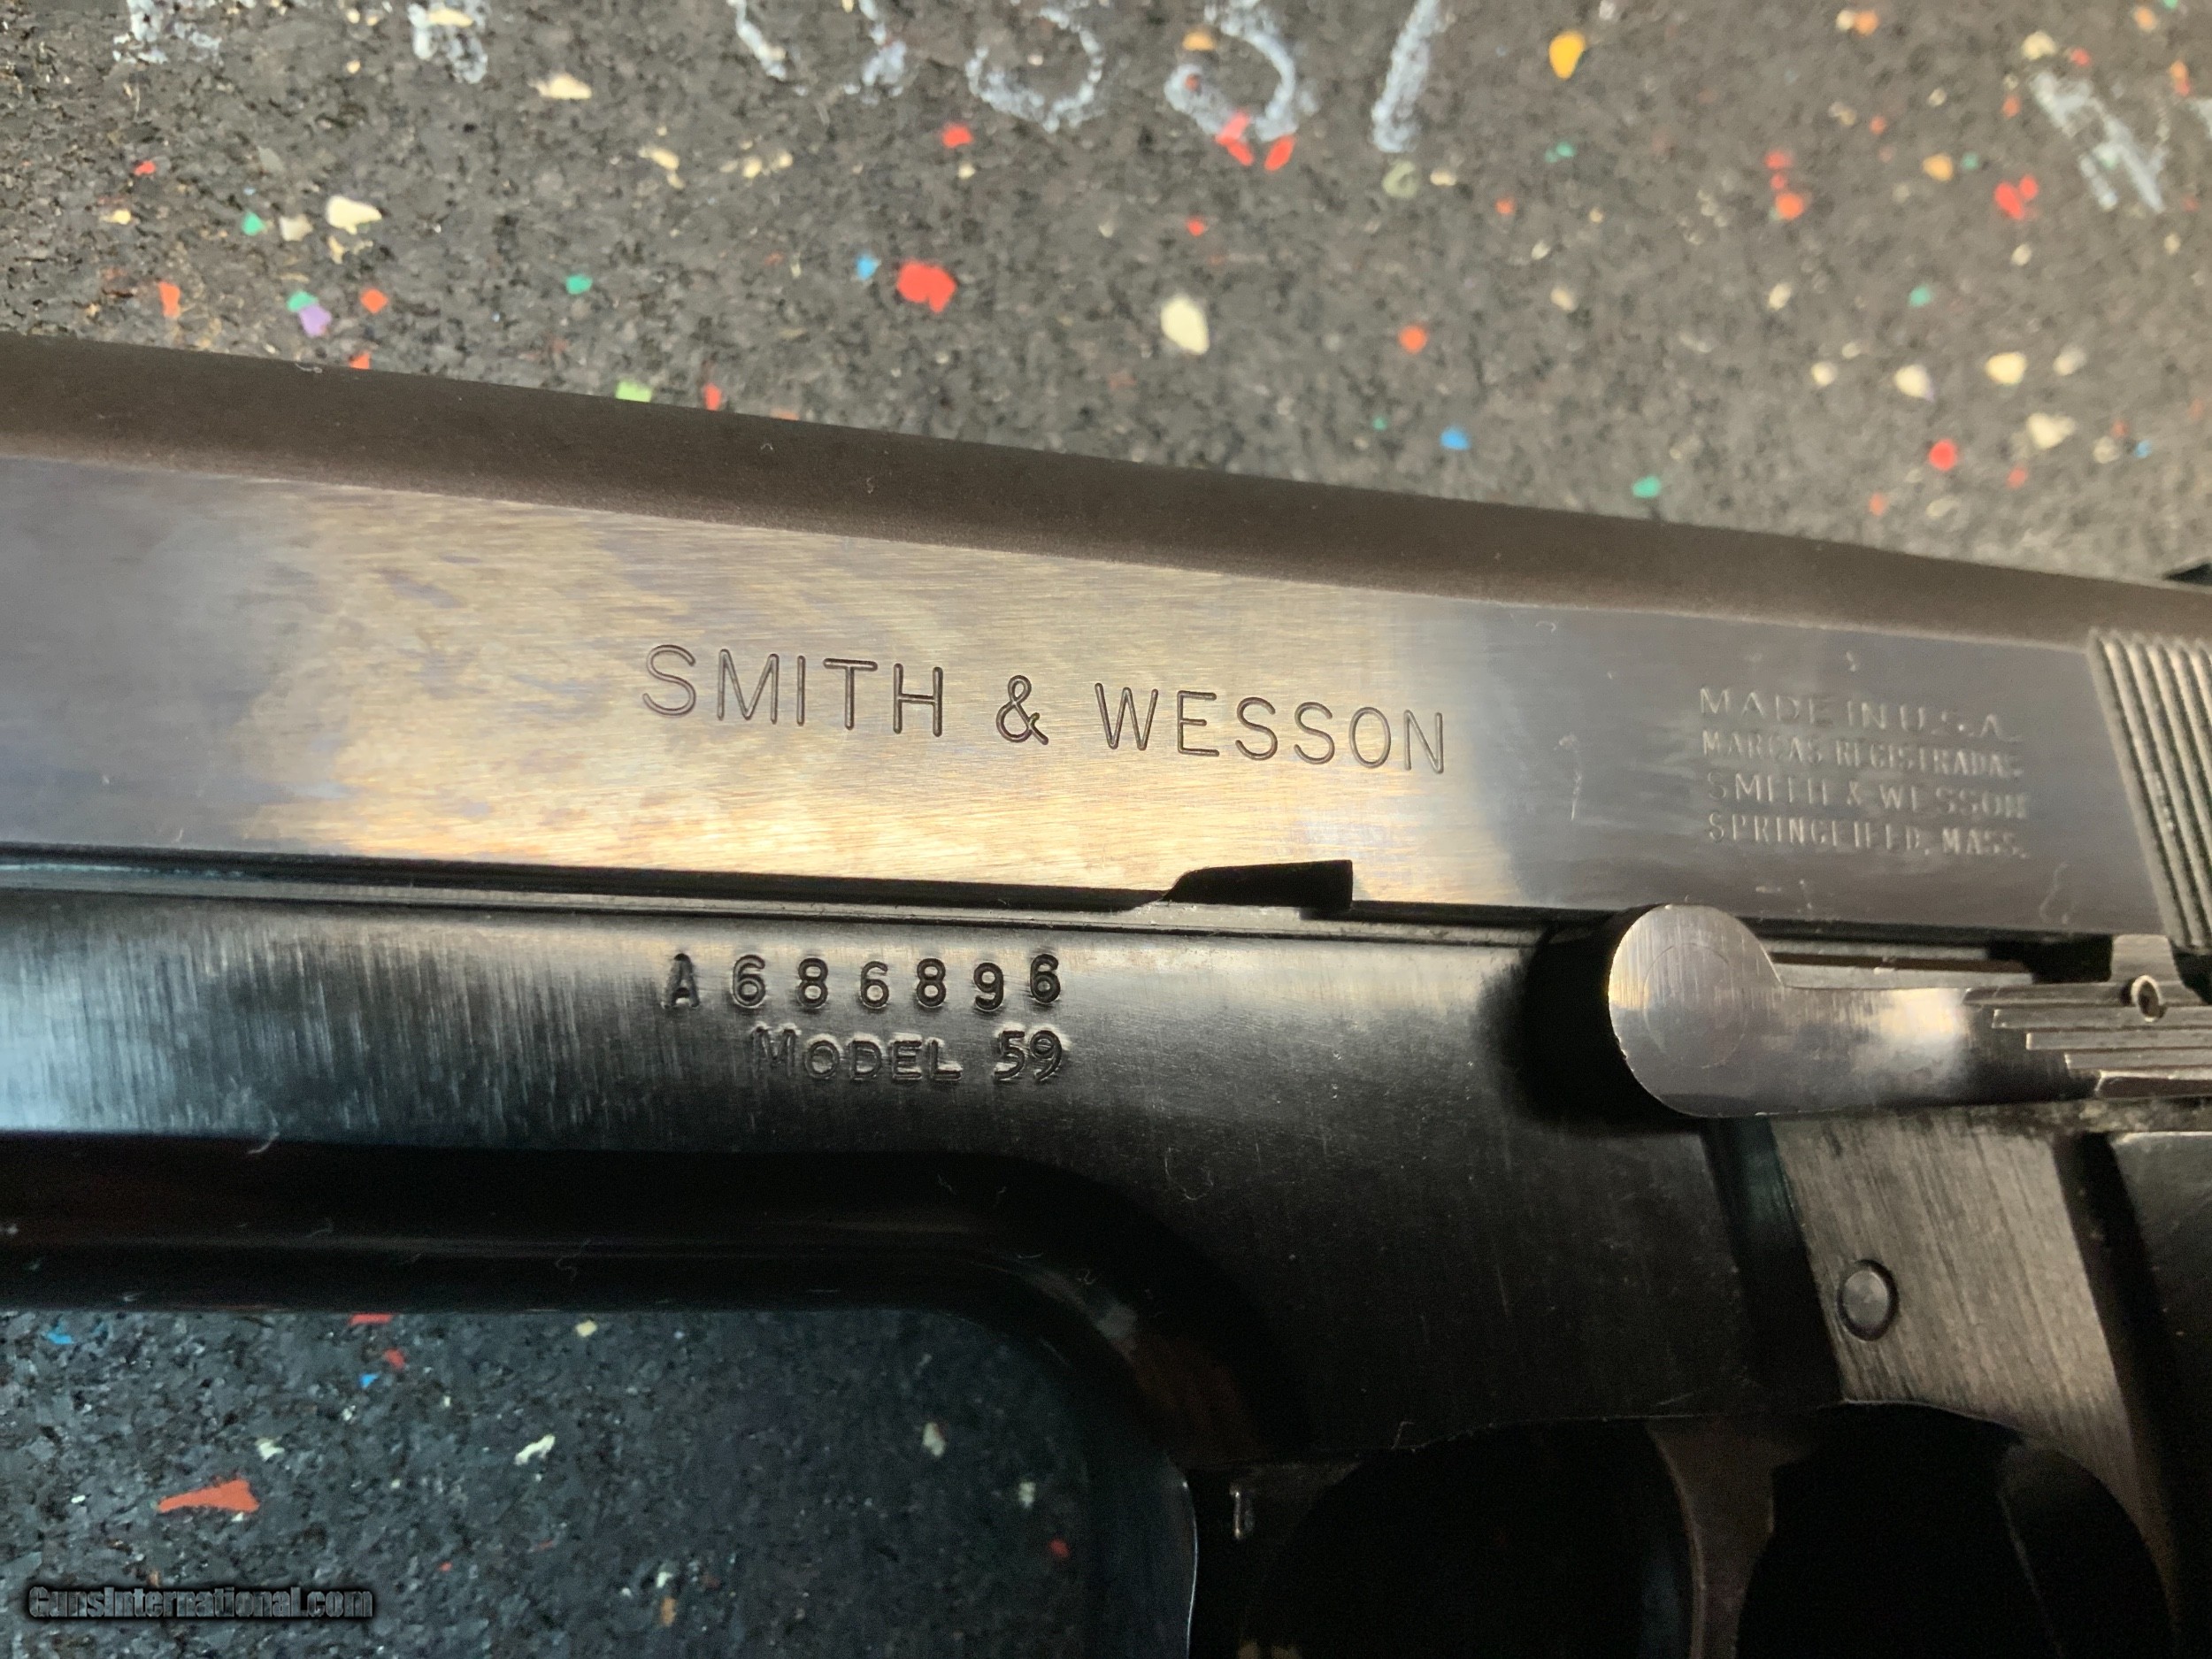 SMITH & WESSON
MADE IN U.S.A.
MARCAS REGISTRADAS
SMITH & WESSON
SPRINGFIELD, MASS.
A686896
MODEL 59
GunsInternational.com